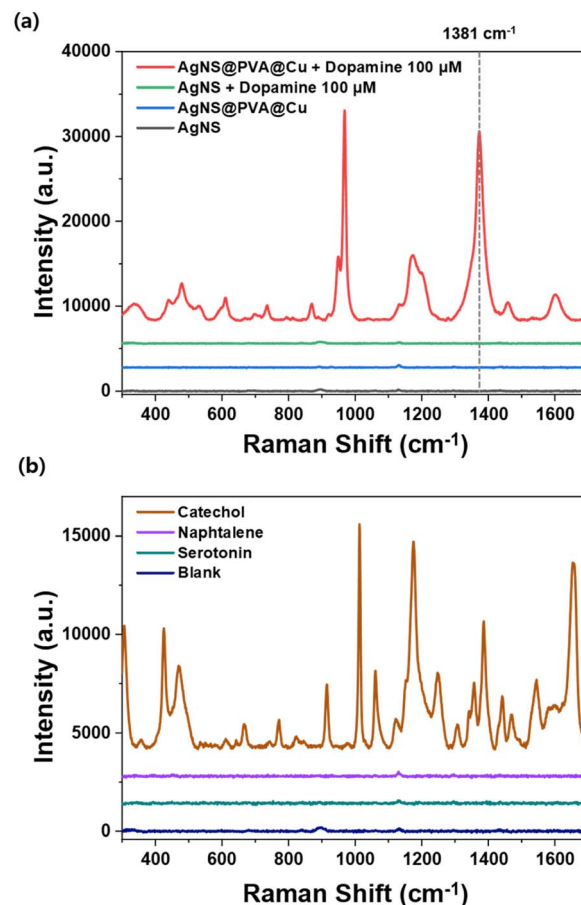 (a)
1381 cm-1
40000
30000
20000
10000
0
Intensity (a.u.)
AgNS@PVA@Cu + Dopamine 100 µM
AgNS + Dopamine 100 µM
AgNS@PVA@Cu
AgNS
400 600 800 1000 1200 1400 1600
Raman Shift (cm-1)
(b)
15000
10000
5000
0
Intensity (a.u.)
Catechol
Naphtalene
Serotonin
Blank
400 600 800 1000 1200 1400 1600
Raman Shift (cm-1)